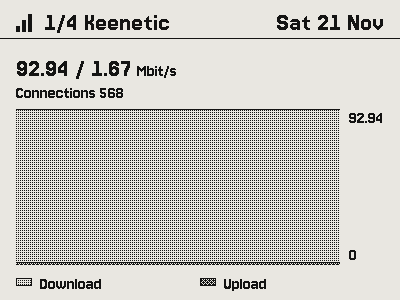 1/4 Keenetic Sat 21 Nov
92.94 / 1.67 Mbit/s
Connections 568
92.94
0
Download Upload